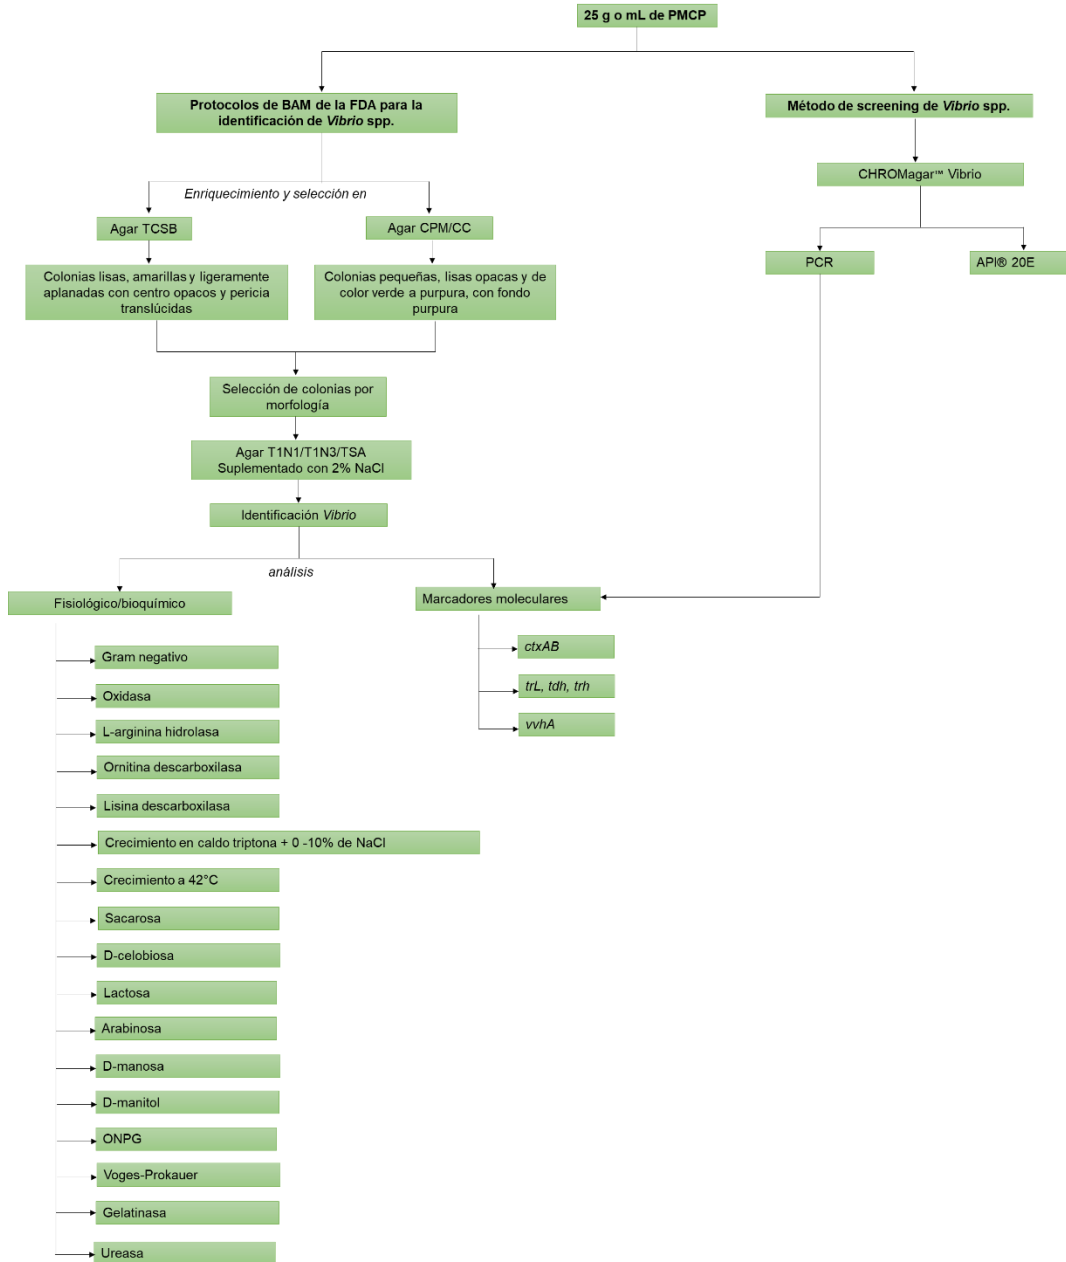 25 g o mL de PMCP
Protocolos de BAM de la FDA para la
identificación de Vibrio spp.
Método de screening de Vibrio spp.
CHROMagar™ Vibrio
Enriquecimiento y selección en
Agar TCSB
Agar CPM/CC
PCR
API® 20E
Colonias lisas, amarillas y ligeramente
aplanadas con centro opacos y pericia
translúcidas
Colonias pequeñas, lisas opacas y de
color verde a purpura, con fondo
purpura
Selección de colonias por
morfología
Agar T1N1/T1N3/TSA
Suplementado con 2% NaCl
Identificación Vibrio
análisis
Fisiológico/bioquímico
Marcadores moleculares
ctxAB
trL, tdh, trh
vvhA
Gram negativo
Oxidasa
L-arginina hidrolasa
Ornitina descarboxilasa
Lisina descarboxilasa
Crecimiento en caldo triptona + 0 -10% de NaCl
Crecimiento a 42°C
Sacarosa
D-celobiosa
Lactosa
Arabinosa
D-manosa
D-manitol
ONPG
Voges-Prokauer
Gelatinasa
Ureasa